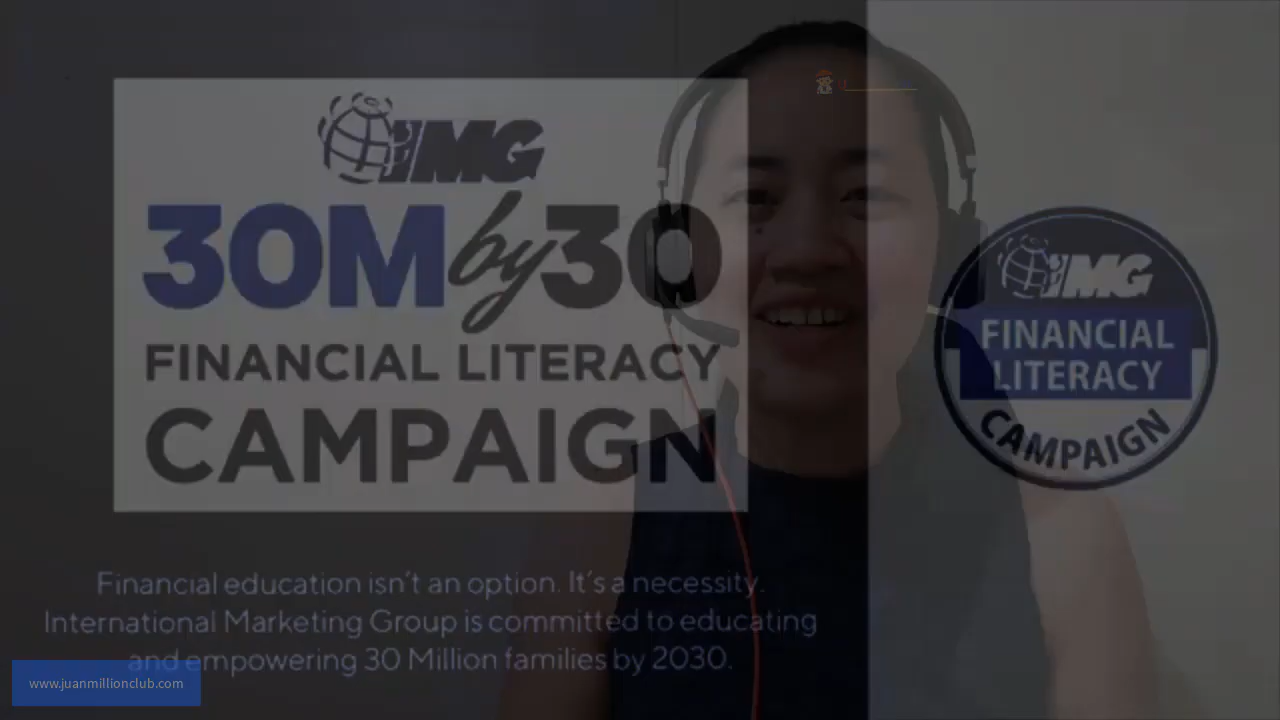 IMG
30M by 30
FINANCIAL LITERACY
CAMPAIGN
IMG
FINANCIAL
LITERACY
CAMPAIGN
Financial education isn't an option. It's a necessity.
International Marketing Group is committed to educating
and empowering 30 Million families by 2030.
www.juanmillionclub.com